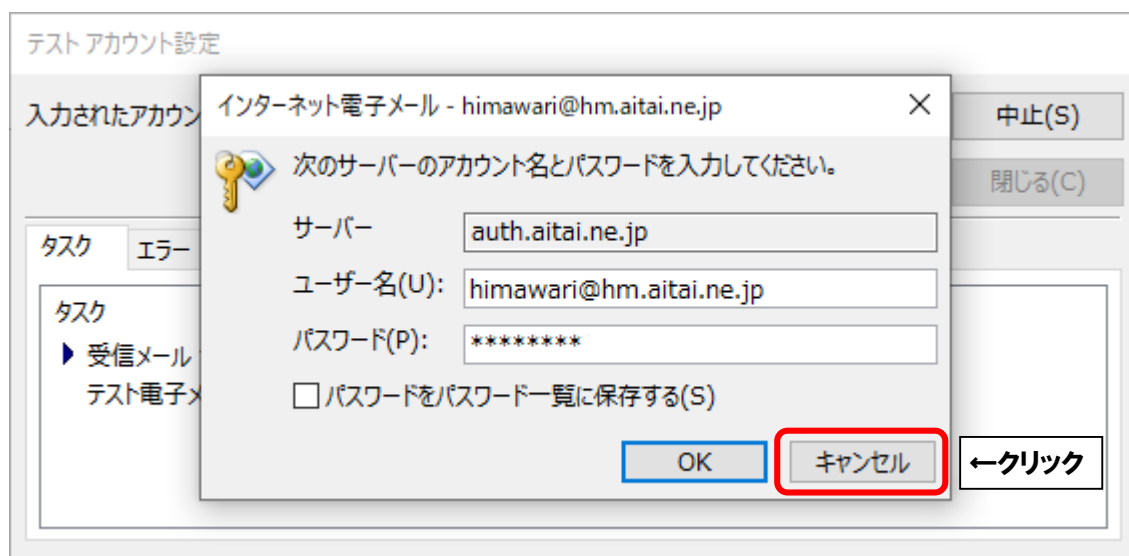 テスト アカウント設定
入力されたアカウン
中止(S)
閉じる(C)
インターネット電子メール - himawari@hm.aitai.ne.jp
次のサーバーのアカウント名とパスワードを入力してください。
サーバー
auth.aitai.ne.jp
ユーザー名(U):
himawari@hm.aitai.ne.jp
パスワード(P):
********
パスワードをパスワード一覧に保存する(S)
OK
キャンセル
←クリック
タスク
エラー
タスク
受信メール
テスト電子メ